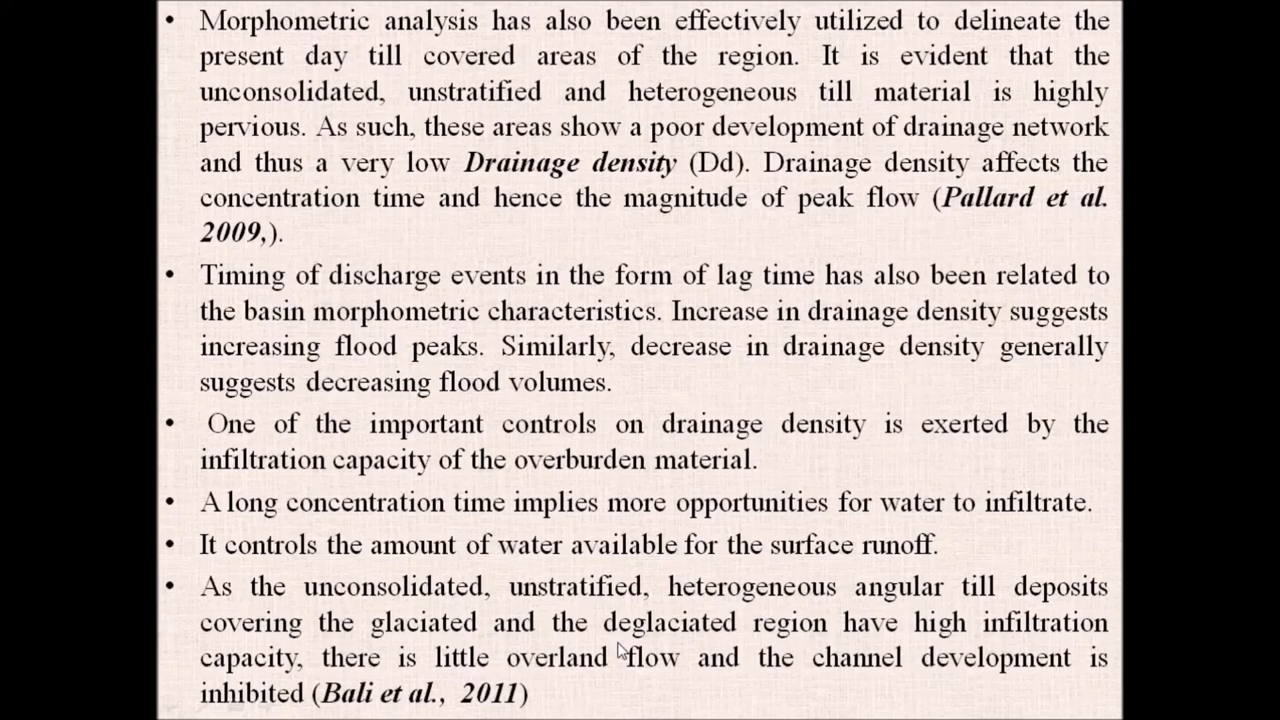 • Morphometric analysis has also been effectively utilized to delineate the
present day till covered areas of the region. It is evident that the
unconsolidated, unstratified and heterogeneous till material is highly
pervious. As such, these areas show a poor development of drainage network
and thus a very low Drainage density (Dd). Drainage density affects the
concentration time and hence the magnitude of peak flow (Pallard et al.
2009,).
• Timing of discharge events in the form of lag time has also been related to
the basin morphometric characteristics. Increase in drainage density suggests
increasing flood peaks. Similarly, decrease in drainage density generally
suggests decreasing flood volumes.
• One of the important controls on drainage density is exerted by the
infiltration capacity of the overburden material.
• A long concentration time implies more opportunities for water to infiltrate.
• It controls the amount of water available for the surface runoff.
• As the unconsolidated, unstratified, heterogeneous angular till deposits
covering the glaciated and the deglaciated region have high infiltration
capacity, there is little overland flow and the channel development is
inhibited (Bali et al., 2011)